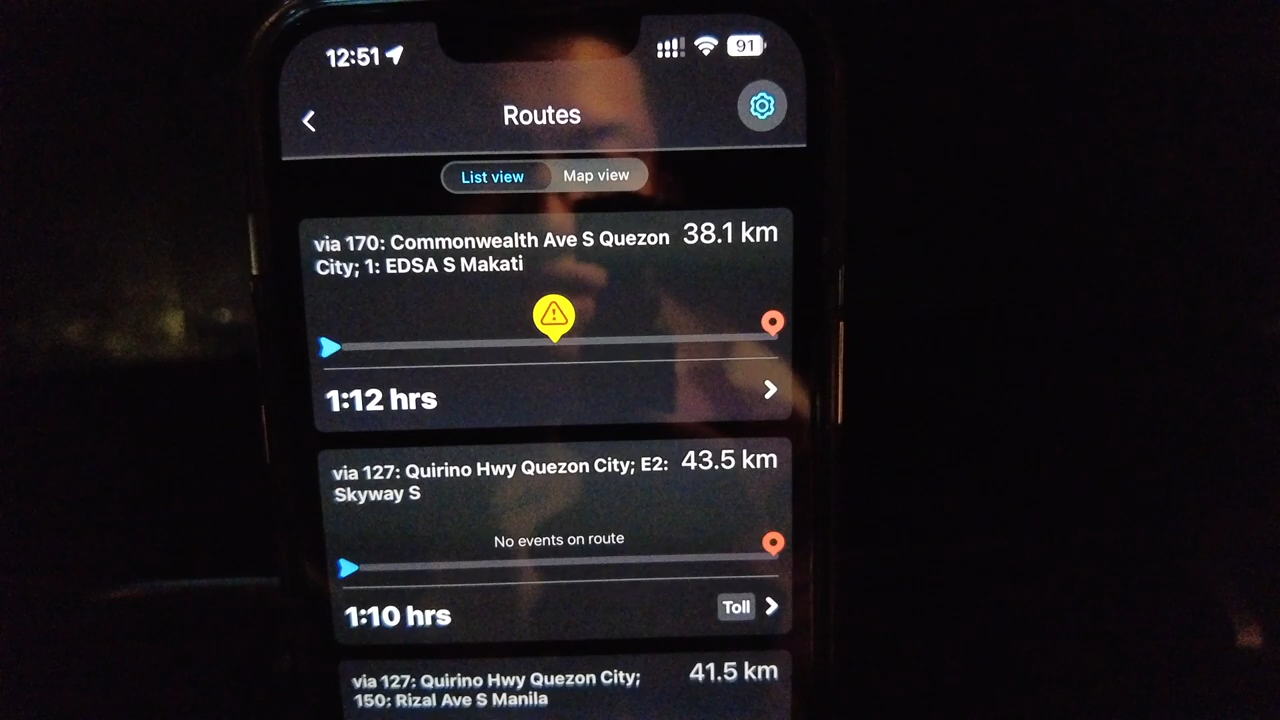 12:51
91
Routes
List view
Map view
via 170: Commonwealth Ave S Quezon
City; 1: EDSA S Makati
38.1 km
1:12 hrs
via 127: Quirino Hwy Quezon City; E2:
Skyway S
43.5 km
No events on route
1:10 hrs
Toll
via 127: Quirino Hwy Quezon City;
150: Rizal Ave S Manila
41.5 km